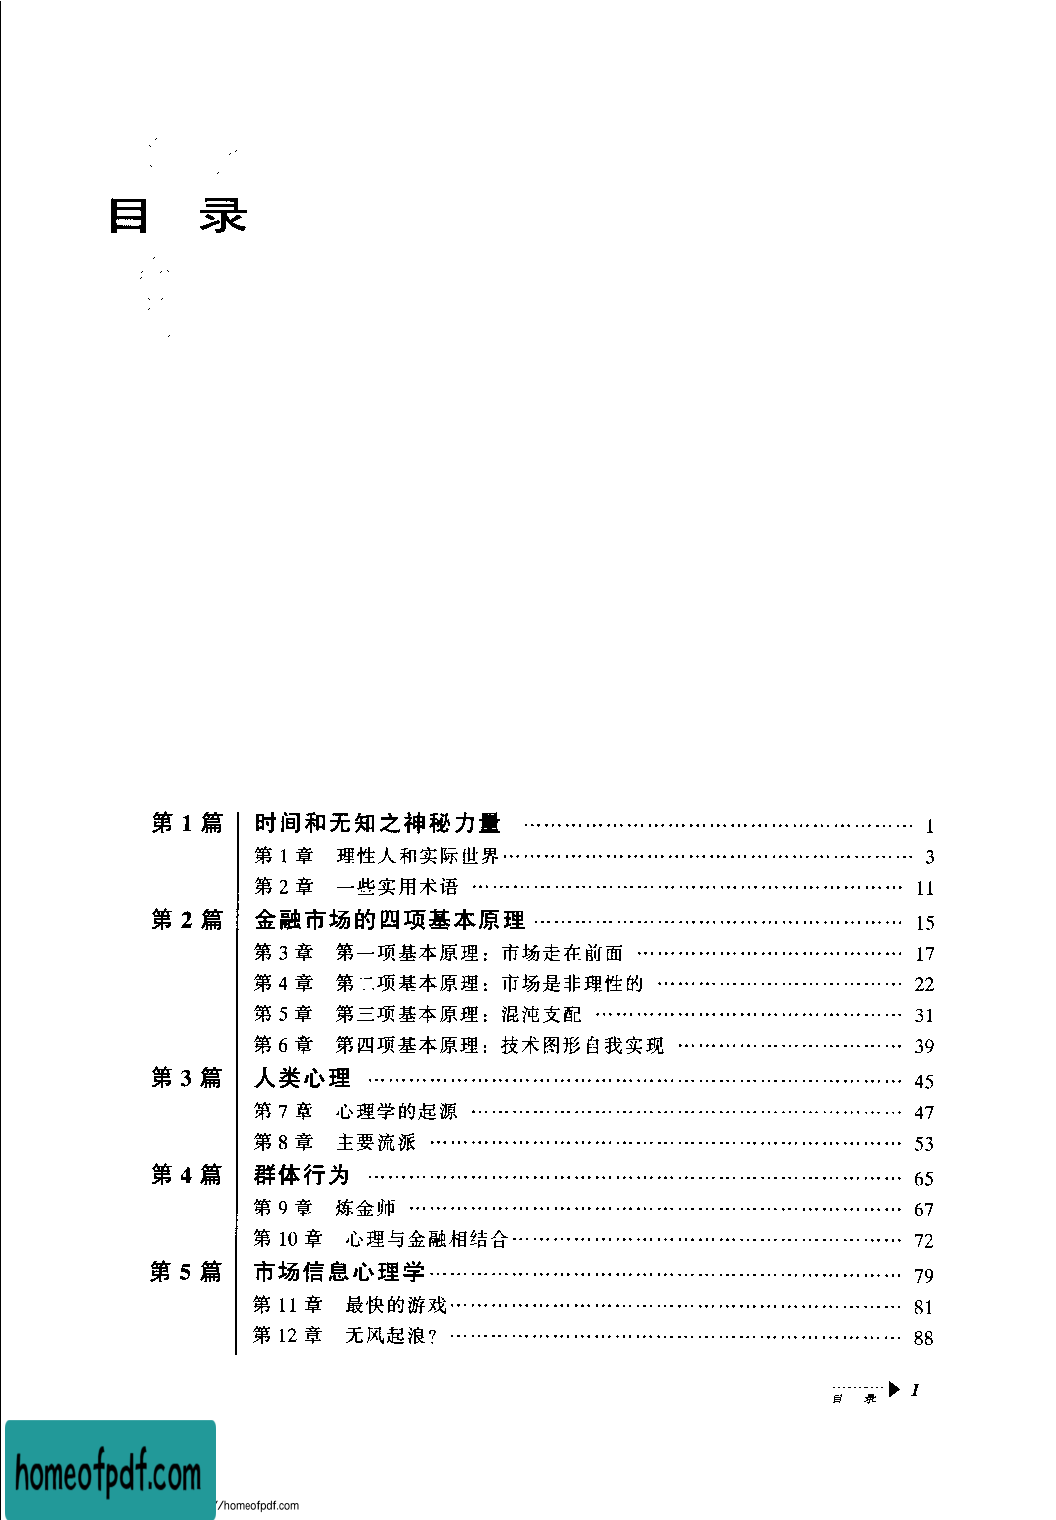 目 录
第 1 篇 时间和无知之神秘力量 …… 1
第 1 章 理性人和实际世界 …… 3
第 2 章 一些实用术语 …… 11
第 2 篇 金融市场的四项基本原理 …… 15
第 3 章 第一项基本原理：市场走在前面 …… 17
第 4 章 第二项基本原理：市场是非理性的 …… 22
第 5 章 第三项基本原理：混沌支配 …… 31
第 6 章 第四项基本原理：技术图形自我实现 …… 39
第 3 篇 人类心理 …… 45
第 7 章 心理学的起源 …… 47
第 8 章 主要流派 …… 53
第 4 篇 群体行为 …… 65
第 9 章 炼金师 …… 67
第 10 章 心理与金融相结合 …… 72
第 5 篇 市场信息心理学 …… 79
第 11 章 最快的游戏 …… 81
第 12 章 无风起浪？ …… 88
目 录 I
homeofpdf.com
//homeofpdf.com